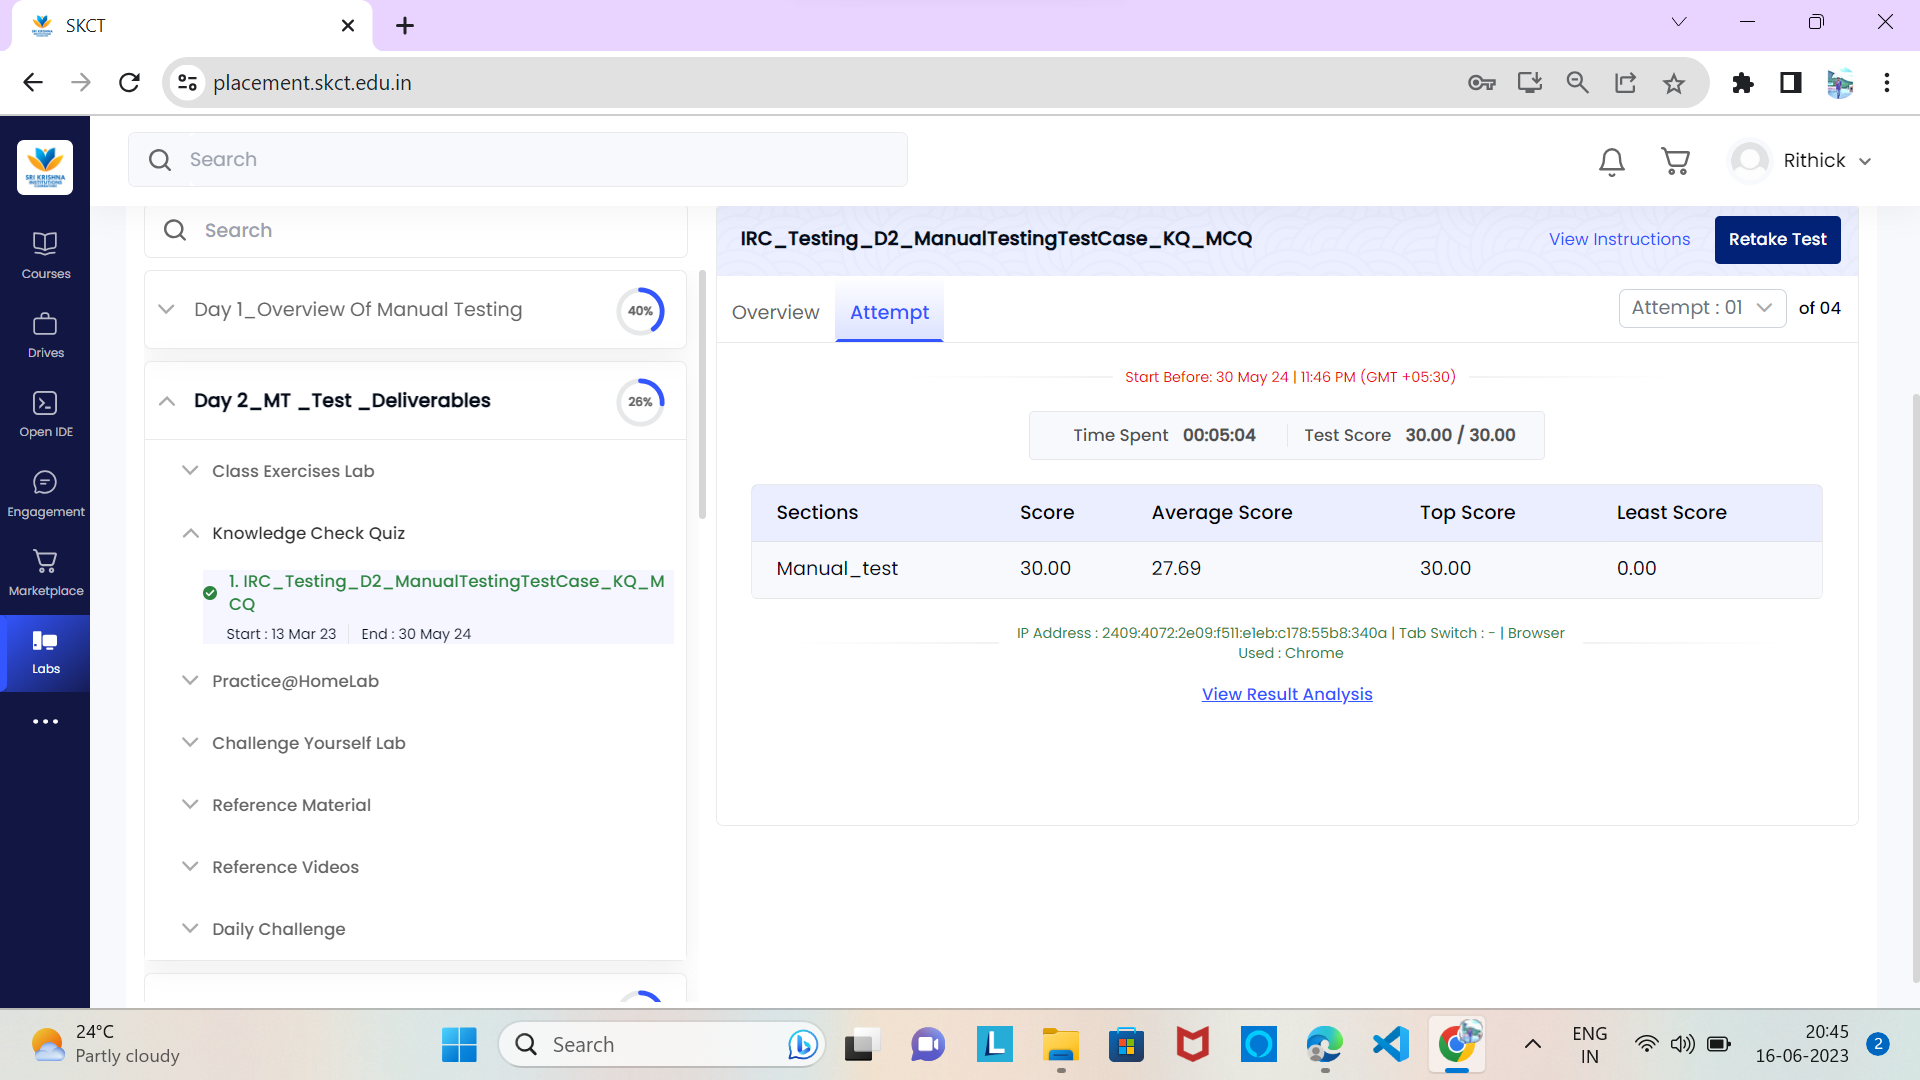 SKCT
placement.skct.edu.in
SRI KRISHNA
INSTITUTIONS
Search
Rithick
Courses
Drives
Open IDE
Engagement
Marketplace
Labs
Search
Day 1_Overview Of Manual Testing
40%
Day 2_MT _Test _Deliverables
26%
Class Exercises Lab
Knowledge Check Quiz
1. IRC_Testing_D2_ManualTestingTestCase_KQ_M
CQ
Start : 13 Mar 23 End : 30 May 24
Practice@HomeLab
Challenge Yourself Lab
Reference Material
Reference Videos
Daily Challenge
IRC_Testing_D2_ManualTestingTestCase_KQ_MCQ
View Instructions
Retake Test
Overview
Attempt
Attempt : 01
of 04
Start Before: 30 May 24 | 11:46 PM (GMT +05:30)
Time Spent 00:05:04
Test Score 30.00 / 30.00
Sections Score Average Score Top Score Least Score
Manual_test 30.00 27.69 30.00 0.00
IP Address : 2409:4072:2e09:f511:e1eb:c178:55b8:340a | Tab Switch : - | Browser
Used : Chrome
View Result Analysis
24°C
Partly cloudy
Search
L
ENG
IN
20:45
16-06-2023
2